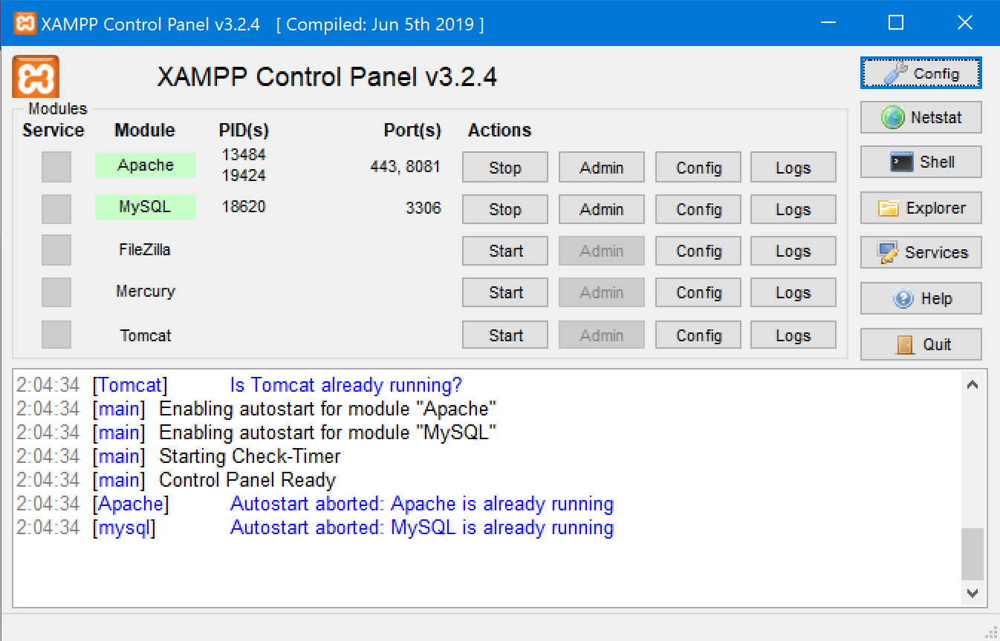 XAMPP Control Panel v3.2.4 [ Compiled: Jun 5th 2019 ]
XAMPP Control Panel v3.2.4
Config
Modules
Service Module PID(s) Port(s) Actions
Netstat
Apache 13484 19424 443, 8081 Stop Admin Config Logs
Shell
MySQL 18620 3306 Stop Admin Config Logs
Explorer
FileZilla Start Admin Config Logs
Services
Mercury Start Admin Config Logs
Help
Tomcat Start Admin Config Logs
Quit
2:04:34 [Tomcat] Is Tomcat already running?
2:04:34 [main] Enabling autostart for module "Apache"
2:04:34 [main] Enabling autostart for module "MySQL"
2:04:34 [main] Starting Check-Timer
2:04:34 [main] Control Panel Ready
2:04:34 [Apache] Autostart aborted: Apache is already running
2:04:34 [mysql] Autostart aborted: MySQL is already running